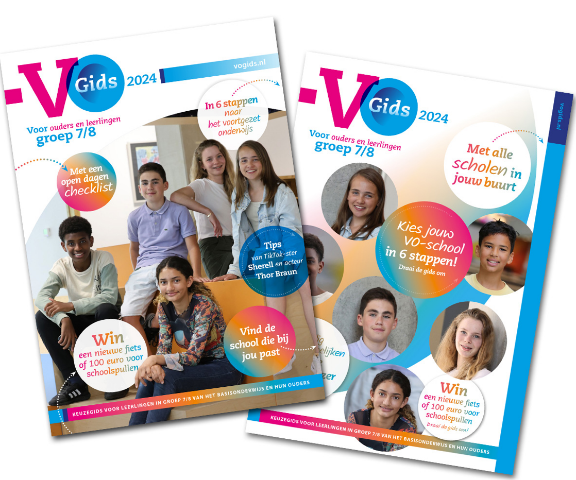 vogids.nl
-VO
Gids
2024
Voor ouders en leerlingen
groep 7/8
In 6 stappen
naar
het voortgezet
onderwijs
Met een
open dagen
checklist
Tips
van TikTok-ster
Sherell en acteur
Thor Braun
Win
een nieuwe fiets
of 100 euro voor
schoolspullen
Vind de
school die bij
jou past
KEUZEGIDS VOOR LEERLINGEN IN GROEP 7/8 VAN HET BASISONDERWIJS EN HUN OUDERS
vogids.nl
-VO
Gids
2024
Voor ouders en leerlingen
groep 7/8
Met alle
scholen in
jouw buurt
Kies jouw
VO-school
in 6 stappen!
Draai de gids om
Win
een nieuwe fiets
of 100 euro voor
schoolspullen
Draai de gids om!
KEUZEGIDS VOOR LEERLINGEN IN GROEP 7/8 VAN HET BASISONDERWIJS EN HUN OUDERS